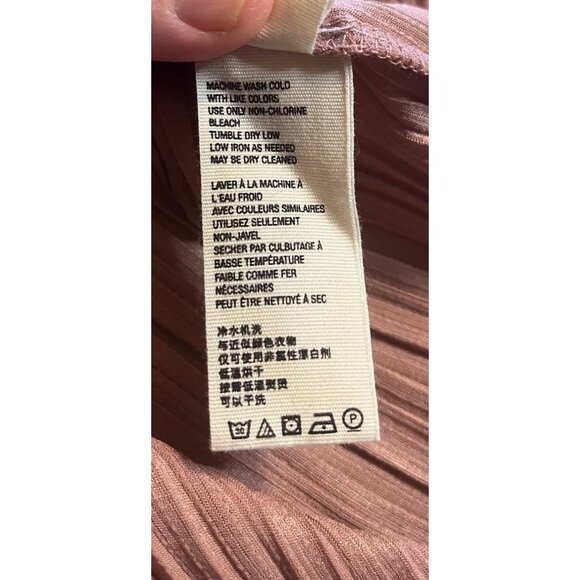 MACHINE WASH COLD
WITH LIKE COLORS
USE ONLY NON-CHLORINE
BLEACH
TUMBLE DRY LOW
LOW IRON AS NEEDED
MAY BE DRY CLEANED
LAVER À LA MACHINE À
L'EAU FROID
AVEC COULEURS SIMILAIRES
UTILISEZ SEULEMENT
NON-JAVEL
SECHER PAR CULBUTAGE À
BASSE TEMPÉRATURE
FAIBLE COMME FER
NÉCESSAIRES
PEUT ÊTRE NETTOYÉ À SEC
冷水机洗
与近似颜色衣物
仅可使用非氯性漂白剂
低温烘干
按需低温熨烫
可以干洗
30 P